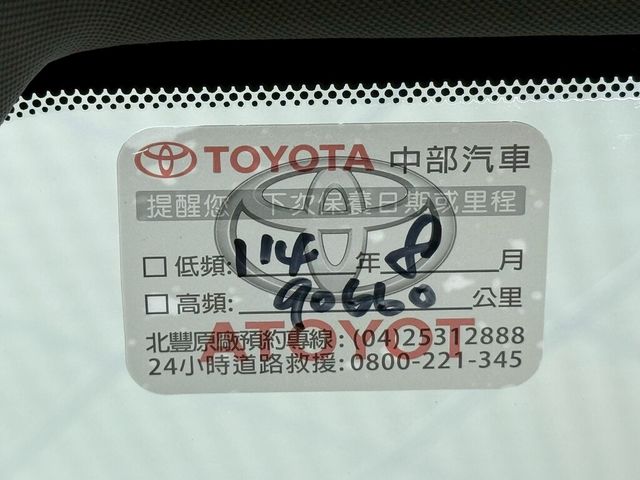 TOYOTA 中部汽車
提醒您 下次保養日期或里程
□ 低頻: 114 年 8 月
□ 高頻: 90660 公里
北豐原廠預約專線: (04)25312888
ATOYOT
24小時道路救援: 0800-221-345